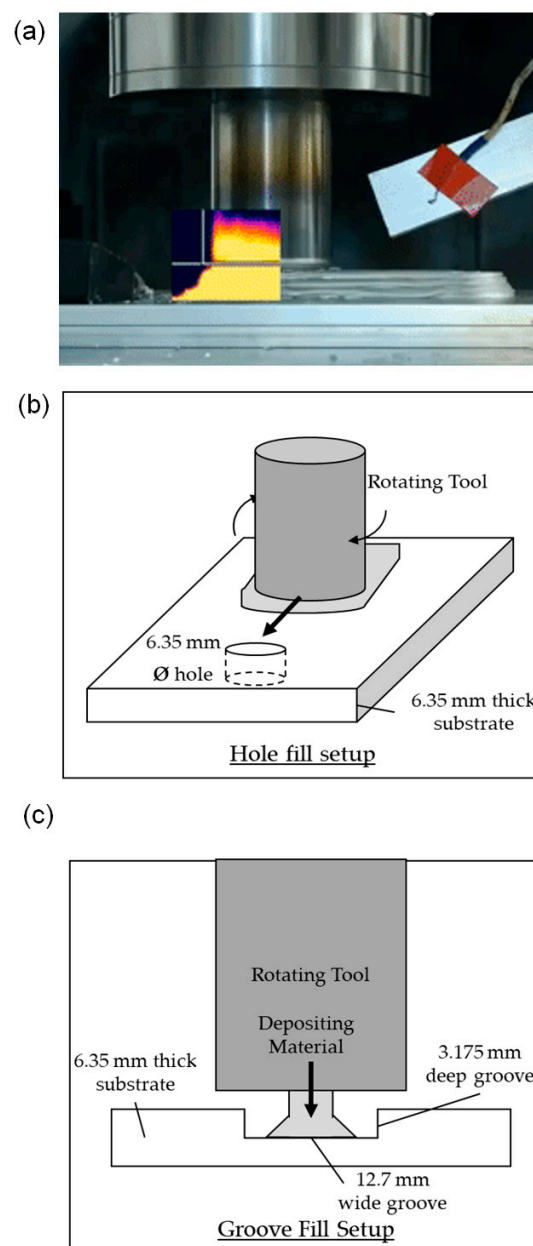 (a)
(b)
Rotating Tool
6.35 mm
Ø hole
6.35 mm thick
substrate
Hole fill setup
(c)
Rotating Tool
Depositing
Material
6.35 mm thick
substrate
3.175 mm
deep groove
12.7 mm
wide groove
Groove Fill Setup